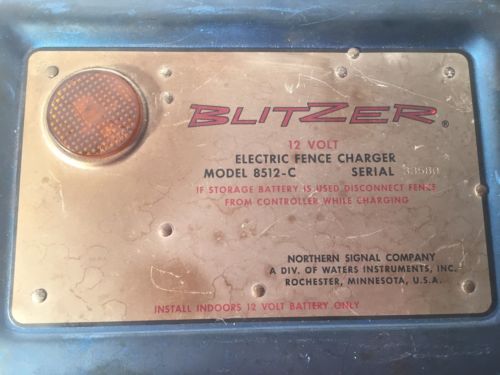 BLITZER®
12 VOLT
ELECTRIC FENCE CHARGER
MODEL 8512-C SERIAL 33580
IF STORAGE BATTERY IS USED DISCONNECT FENCE
FROM CONTROLLER WHILE CHARGING
NORTHERN SIGNAL COMPANY
A DIV. OF WATERS INSTRUMENTS, INC.
ROCHESTER, MINNESOTA, U.S.A.
INSTALL INDOORS 12 VOLT BATTERY ONLY